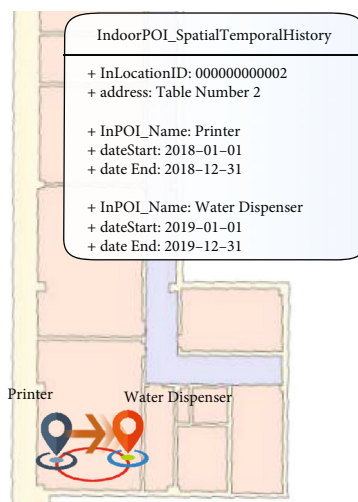 IndoorPOI_SpatialTemporalHistory
+ InLocationID: 000000000002
+ address: Table Number 2
+ InPOI_Name: Printer
+ dateStart: 2018–01–01
+ date End: 2018–12–31
+ InPOI_Name: Water Dispenser
+ dateStart: 2019–01–01
+ date End: 2019–12–31
Printer
Water Dispenser